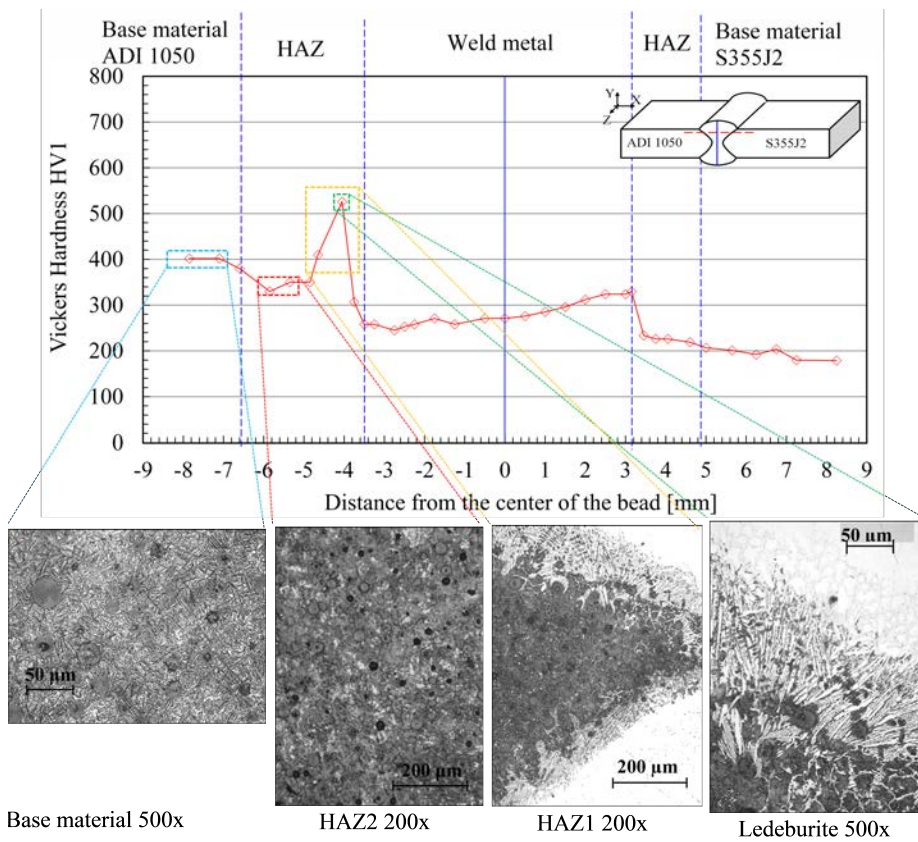 Base material
ADI 1050
HAZ
Weld metal
HAZ
Base material
S355J2
Vickers Hardness HV1
800
700
600
500
400
300
200
100
0
Y
X
Z
ADI 1050
S355J2
-9 -8 -7 -6 -5 -4 -3 -2 -1 0 1 2 3 4 5 6 7 8 9
Distance from the center of the bead [mm]
50 µm
200 µm
200 µm
50 µm
Base material 500x
HAZ2 200x
HAZ1 200x
Ledeburite 500x